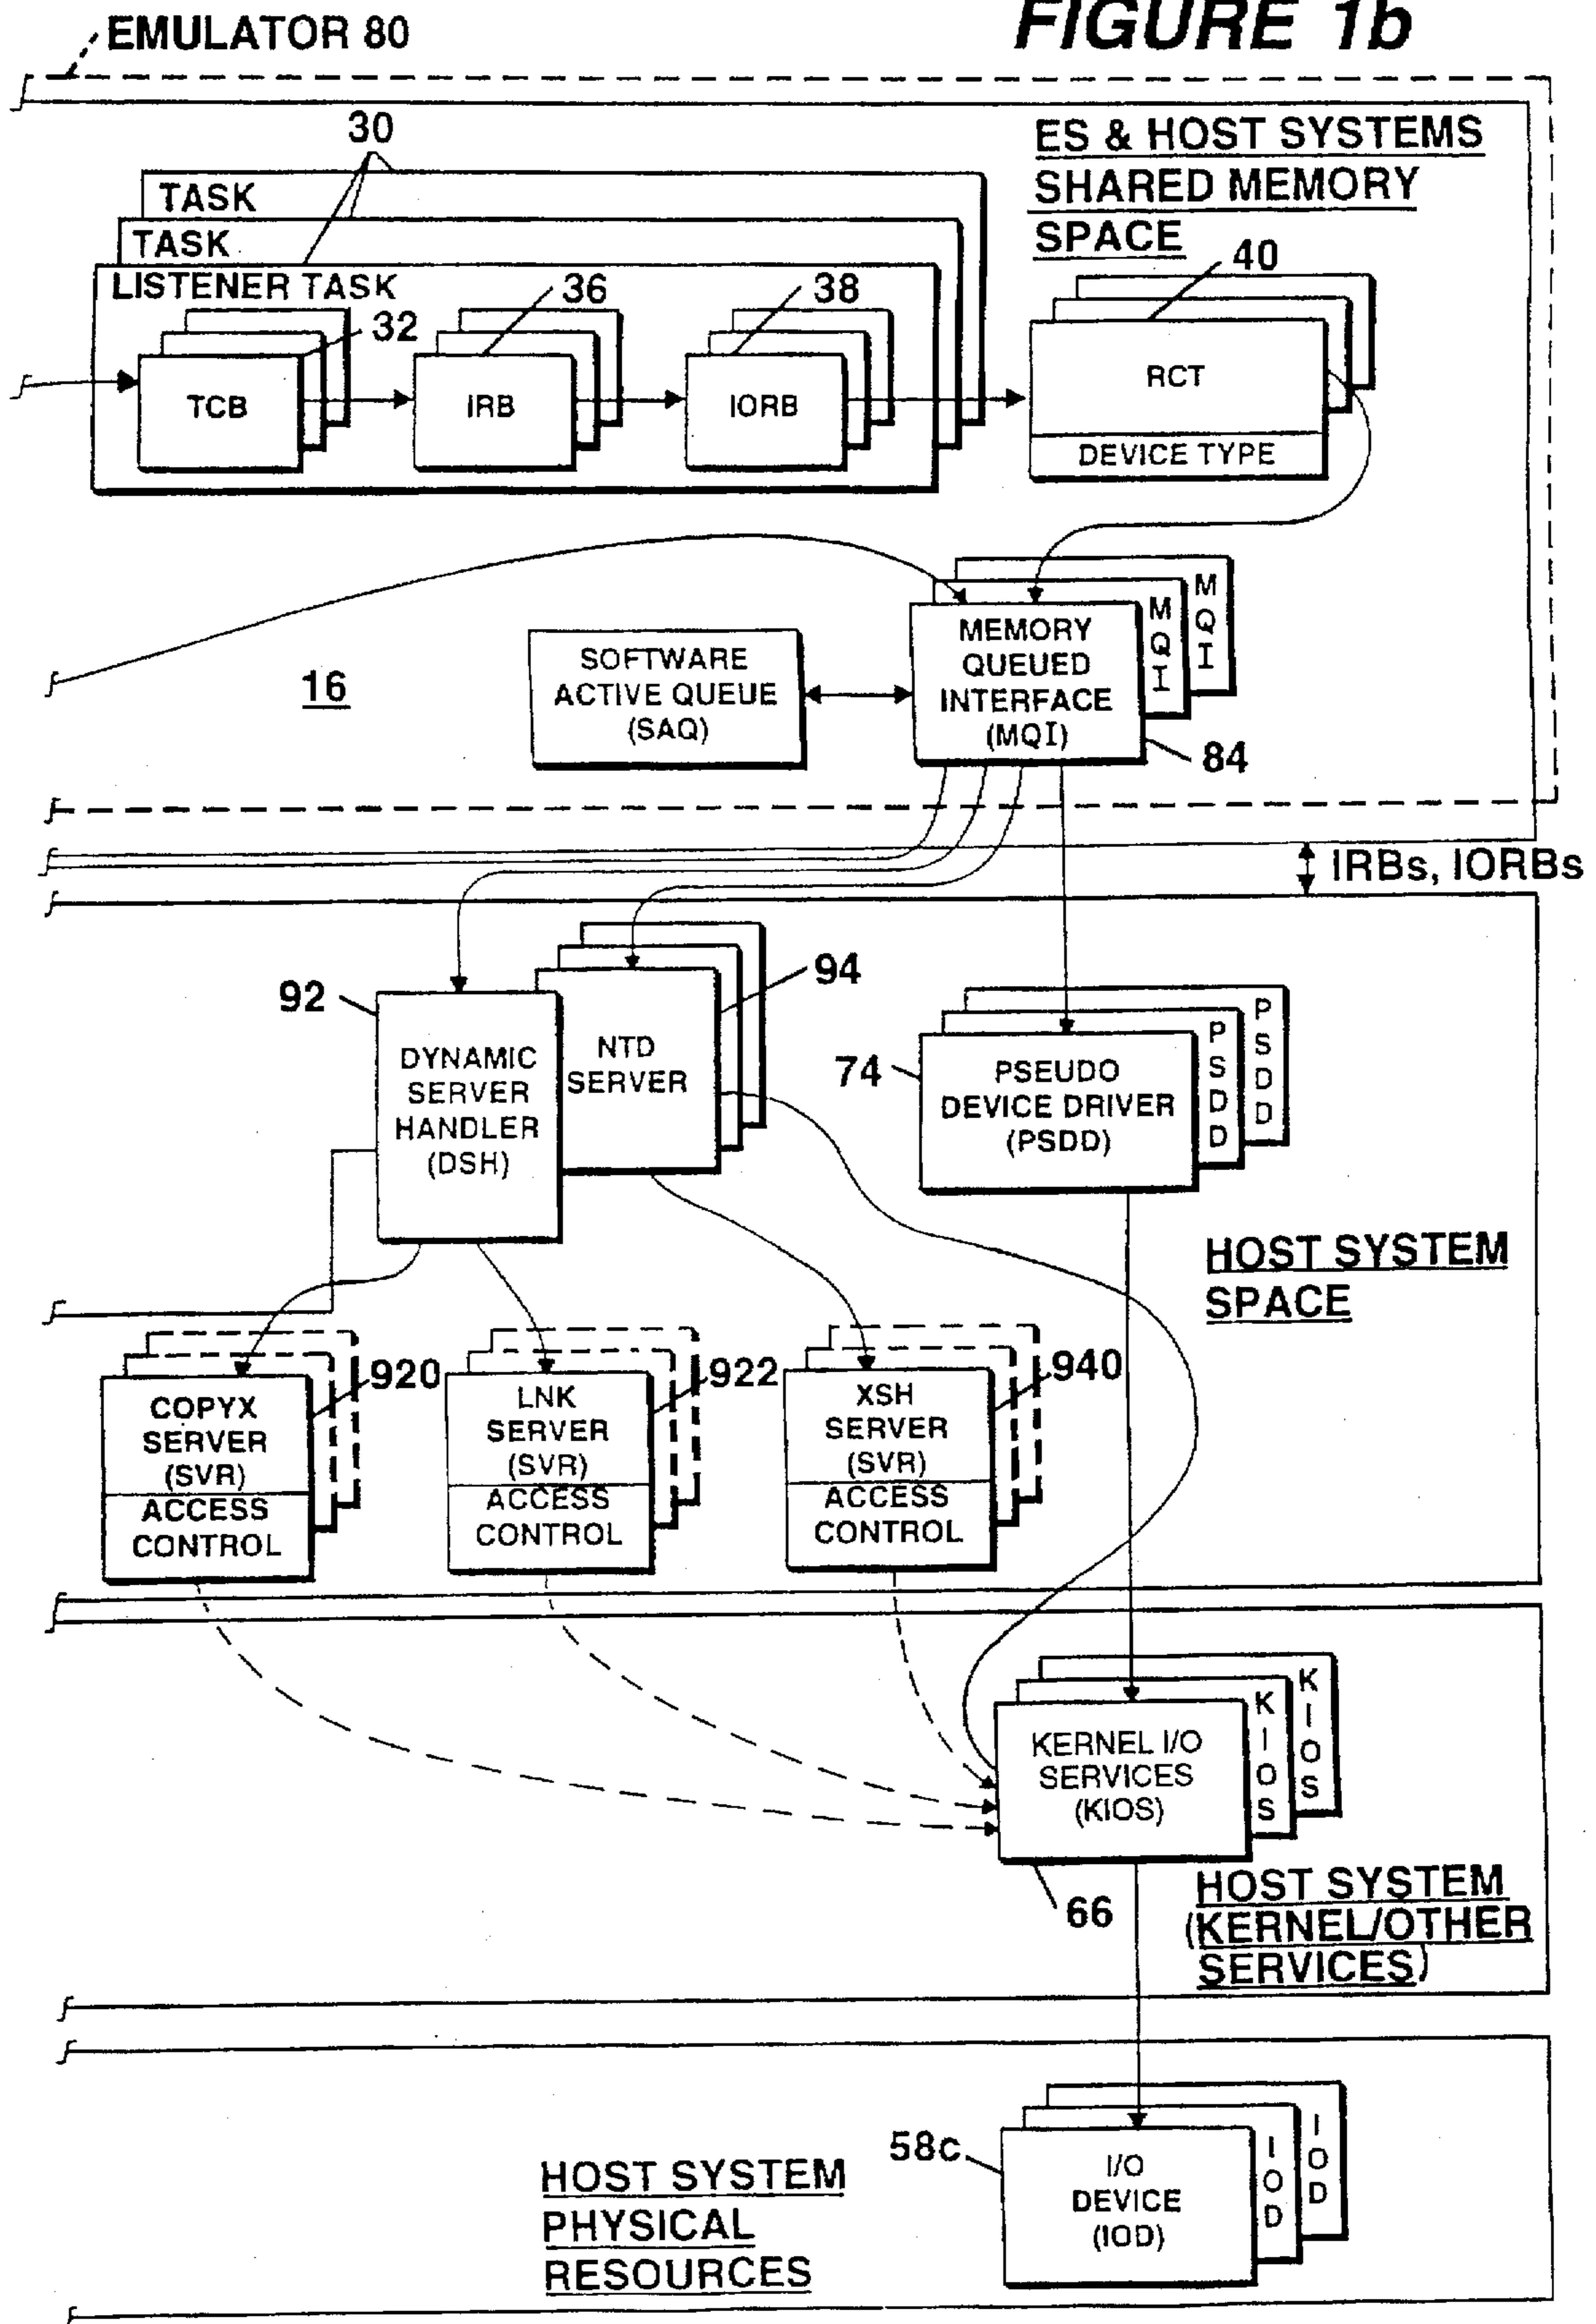 FIGURE 1b
EMULATOR 80
ES & HOST SYSTEMS
SHARED MEMORY
SPACE
30
TASK
TASK
LISTENER TASK
32
36
38
40
TCB
IRB
IORB
RCT
DEVICE TYPE
16
SOFTWARE
ACTIVE QUEUE
(SAQ)
MEMORY
QUEUED
INTERFACE
(MQI)
MQI
MQI
84
IRBs, IORBs
92
DYNAMIC
SERVER
HANDLER
(DSH)
94
NTD
SERVER
74
PSEUDO
DEVICE DRIVER
(PSDD)
PSDD
PSDD
HOST SYSTEM
SPACE
920
COPYX
SERVER
(SVR)
ACCESS
CONTROL
922
LNK
SERVER
(SVR)
ACCESS
CONTROL
940
XSH
SERVER
(SVR)
ACCESS
CONTROL
KERNEL I/O
SERVICES
(KIOS)
KIOS
KIOS
66
HOST SYSTEM
(KERNEL/OTHER
SERVICES)
58c
I/O
DEVICE
(IOD)
IOD
IOD
HOST SYSTEM
PHYSICAL
RESOURCES